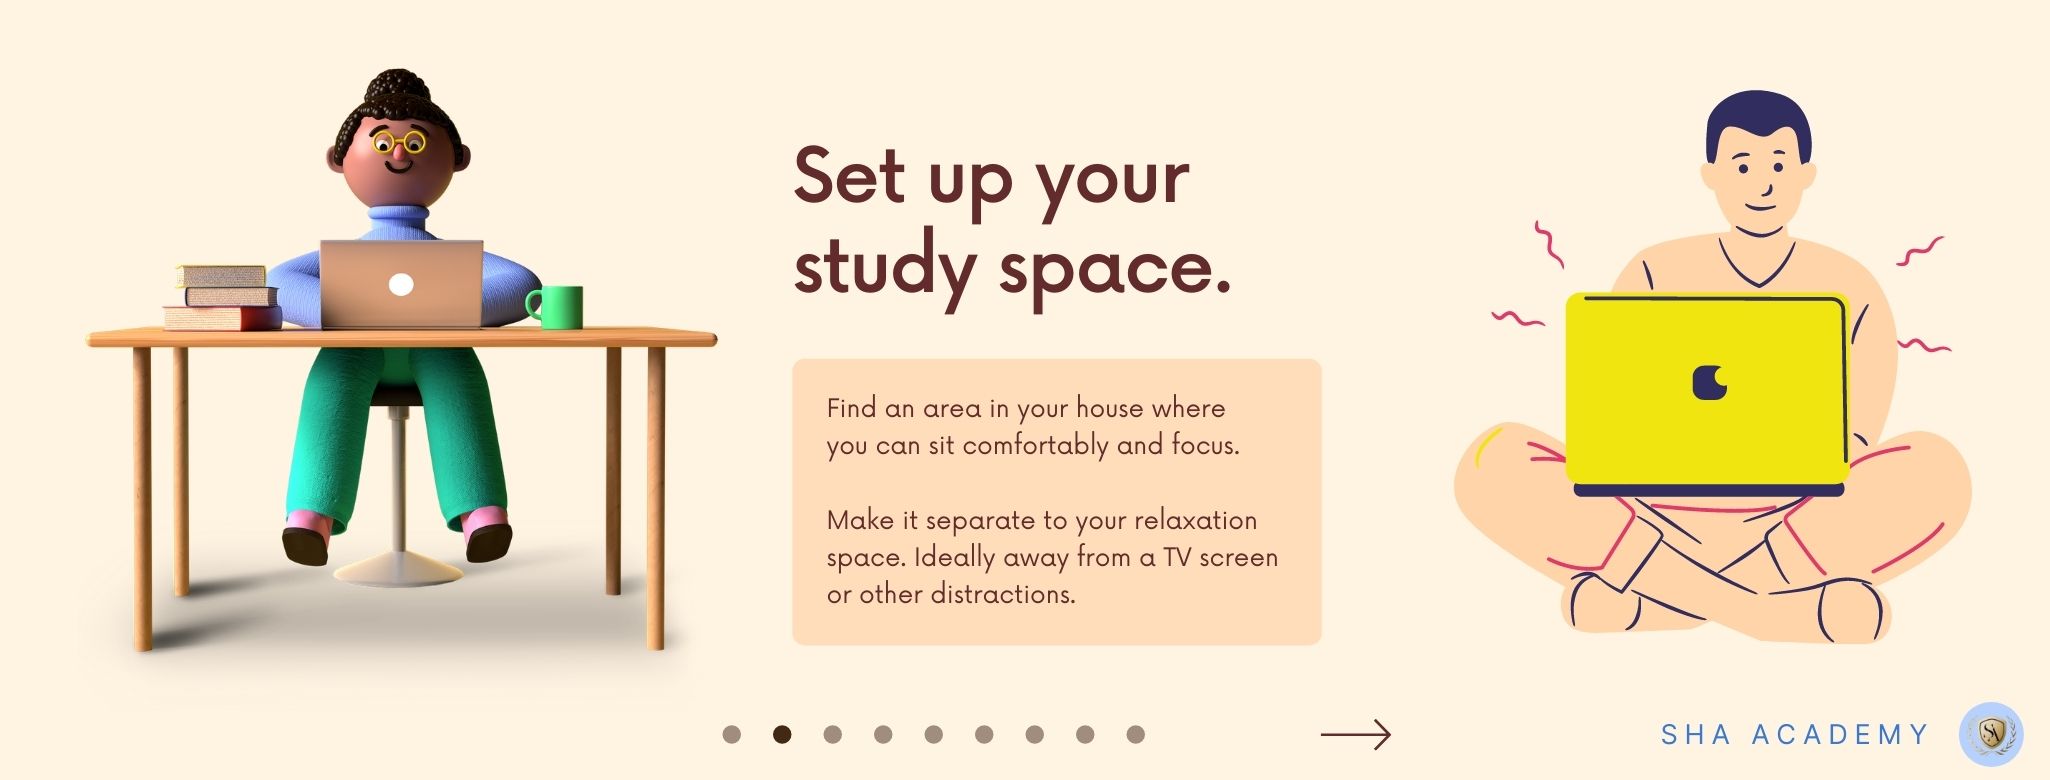 Set up your
study space.
Find an area in your house where
you can sit comfortably and focus.
Make it separate to your relaxation
space. Ideally away from a TV screen
or other distractions.
SHA ACADEMY
SA